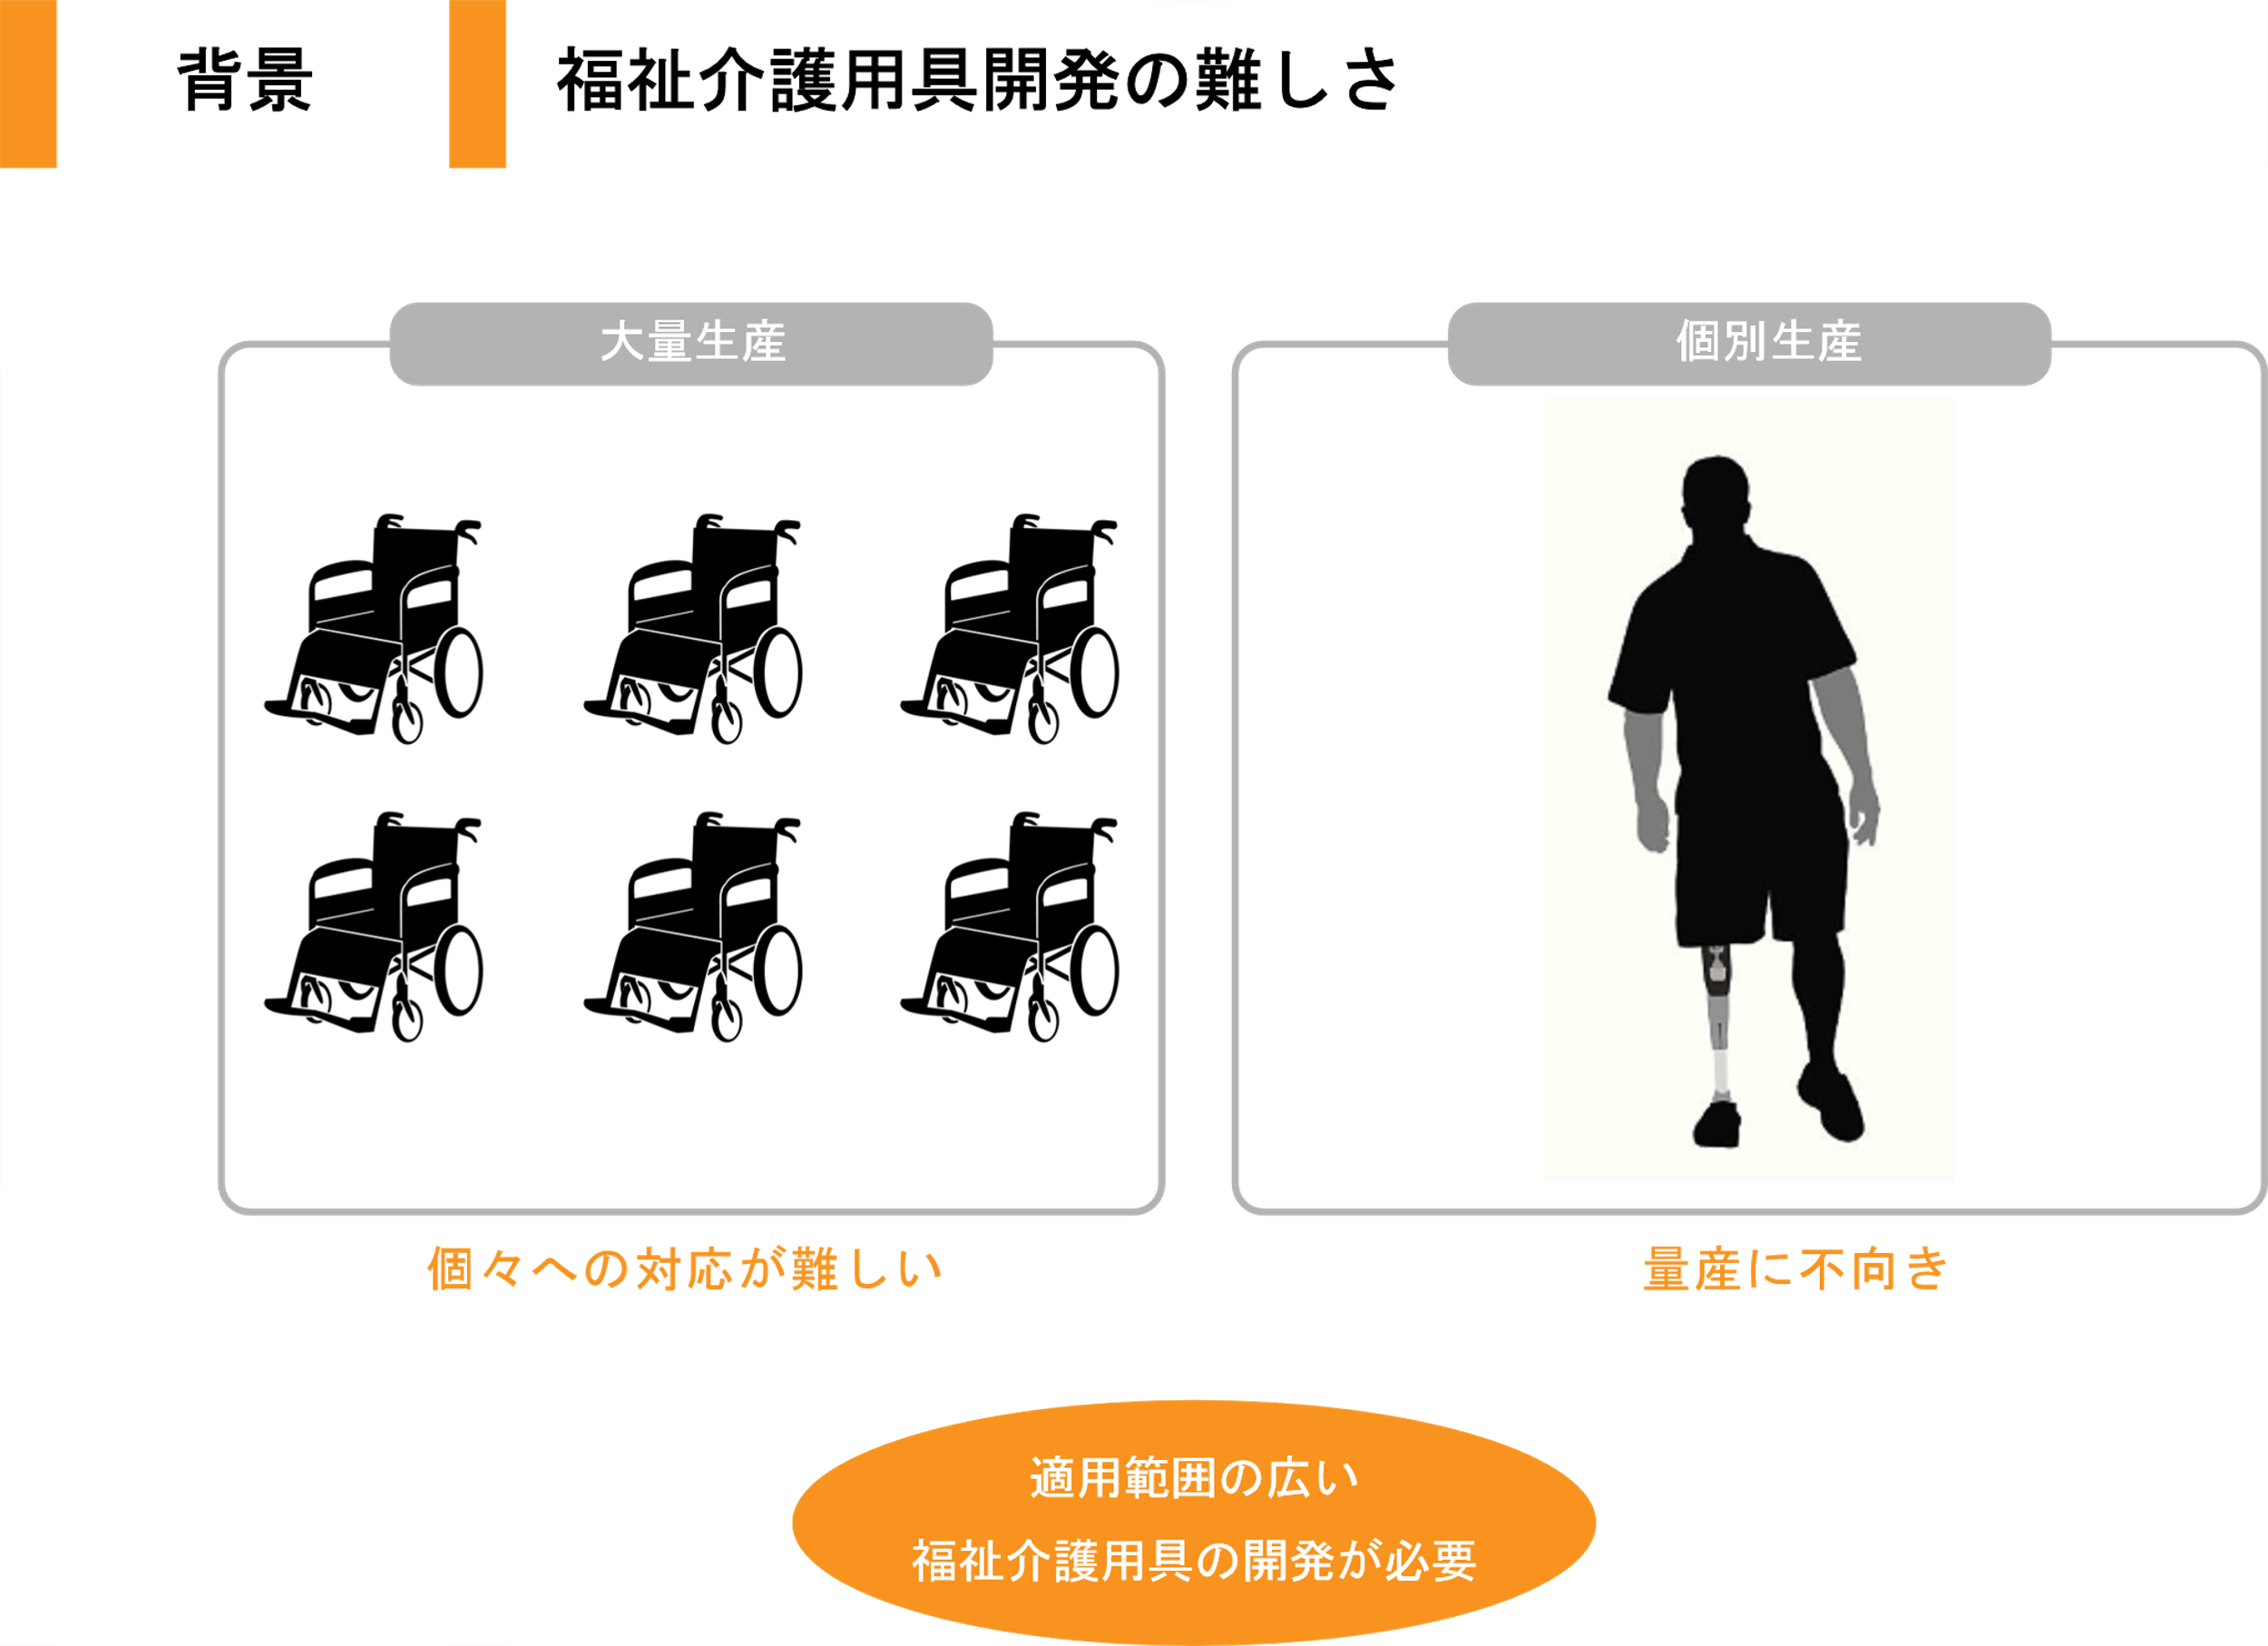 背景
福祉介護用具開発の難しさ
大量生産
個別生産
個々への対応が難しい
量産に不向き
適用範囲の広い
福祉介護用具の開発が必要